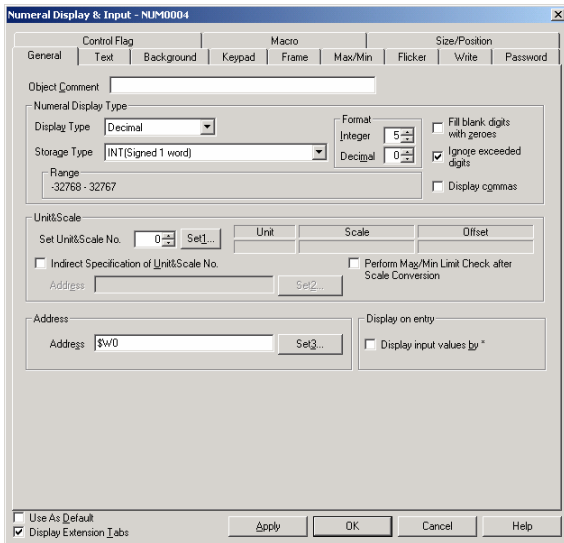 Numeral Display & Input - NUM0004
Control Flag Macro Size/Position
General Text Background Keypad Frame Max/Min Flicker Write Password
Object Comment
Numeral Display Type
Display Type Decimal
Storage Type INT(Signed 1 word)
Format
Integer 5
Decimal 0
Fill blank digits
with zeroes
Ignore exceeded
digits
Display commas
Range
-32768 - 32767
Unit&Scale
Set Unit&Scale No. 0 Set1...
Unit Scale Offset
Indirect Specification of Unit&Scale No.
Address Set2...
Perform Max/Min Limit Check after
Scale Conversion
Address
Address $W0 Set3...
Display on entry
Display input values by *
Use As Default
Display Extension Tabs
Apply OK Cancel Help